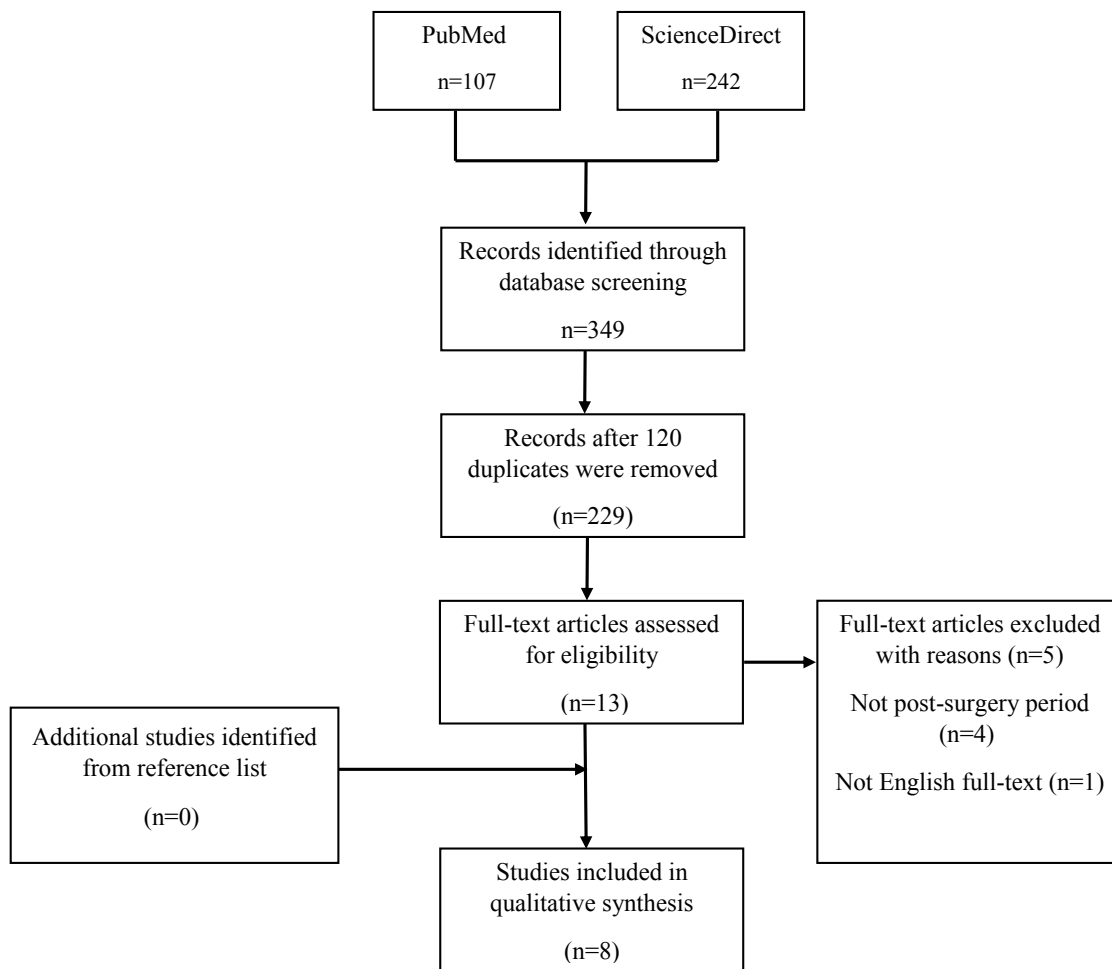 PubMed
n=107
ScienceDirect
n=242
Records identified through
database screening
n=349
Records after 120
duplicates were removed
(n=229)
Full-text articles assessed
for eligibility
(n=13)
Full-text articles excluded
with reasons (n=5)
Not post-surgery period
(n=4)
Not English full-text (n=1)
Additional studies identified
from reference list
(n=0)
Studies included in
qualitative synthesis
(n=8)